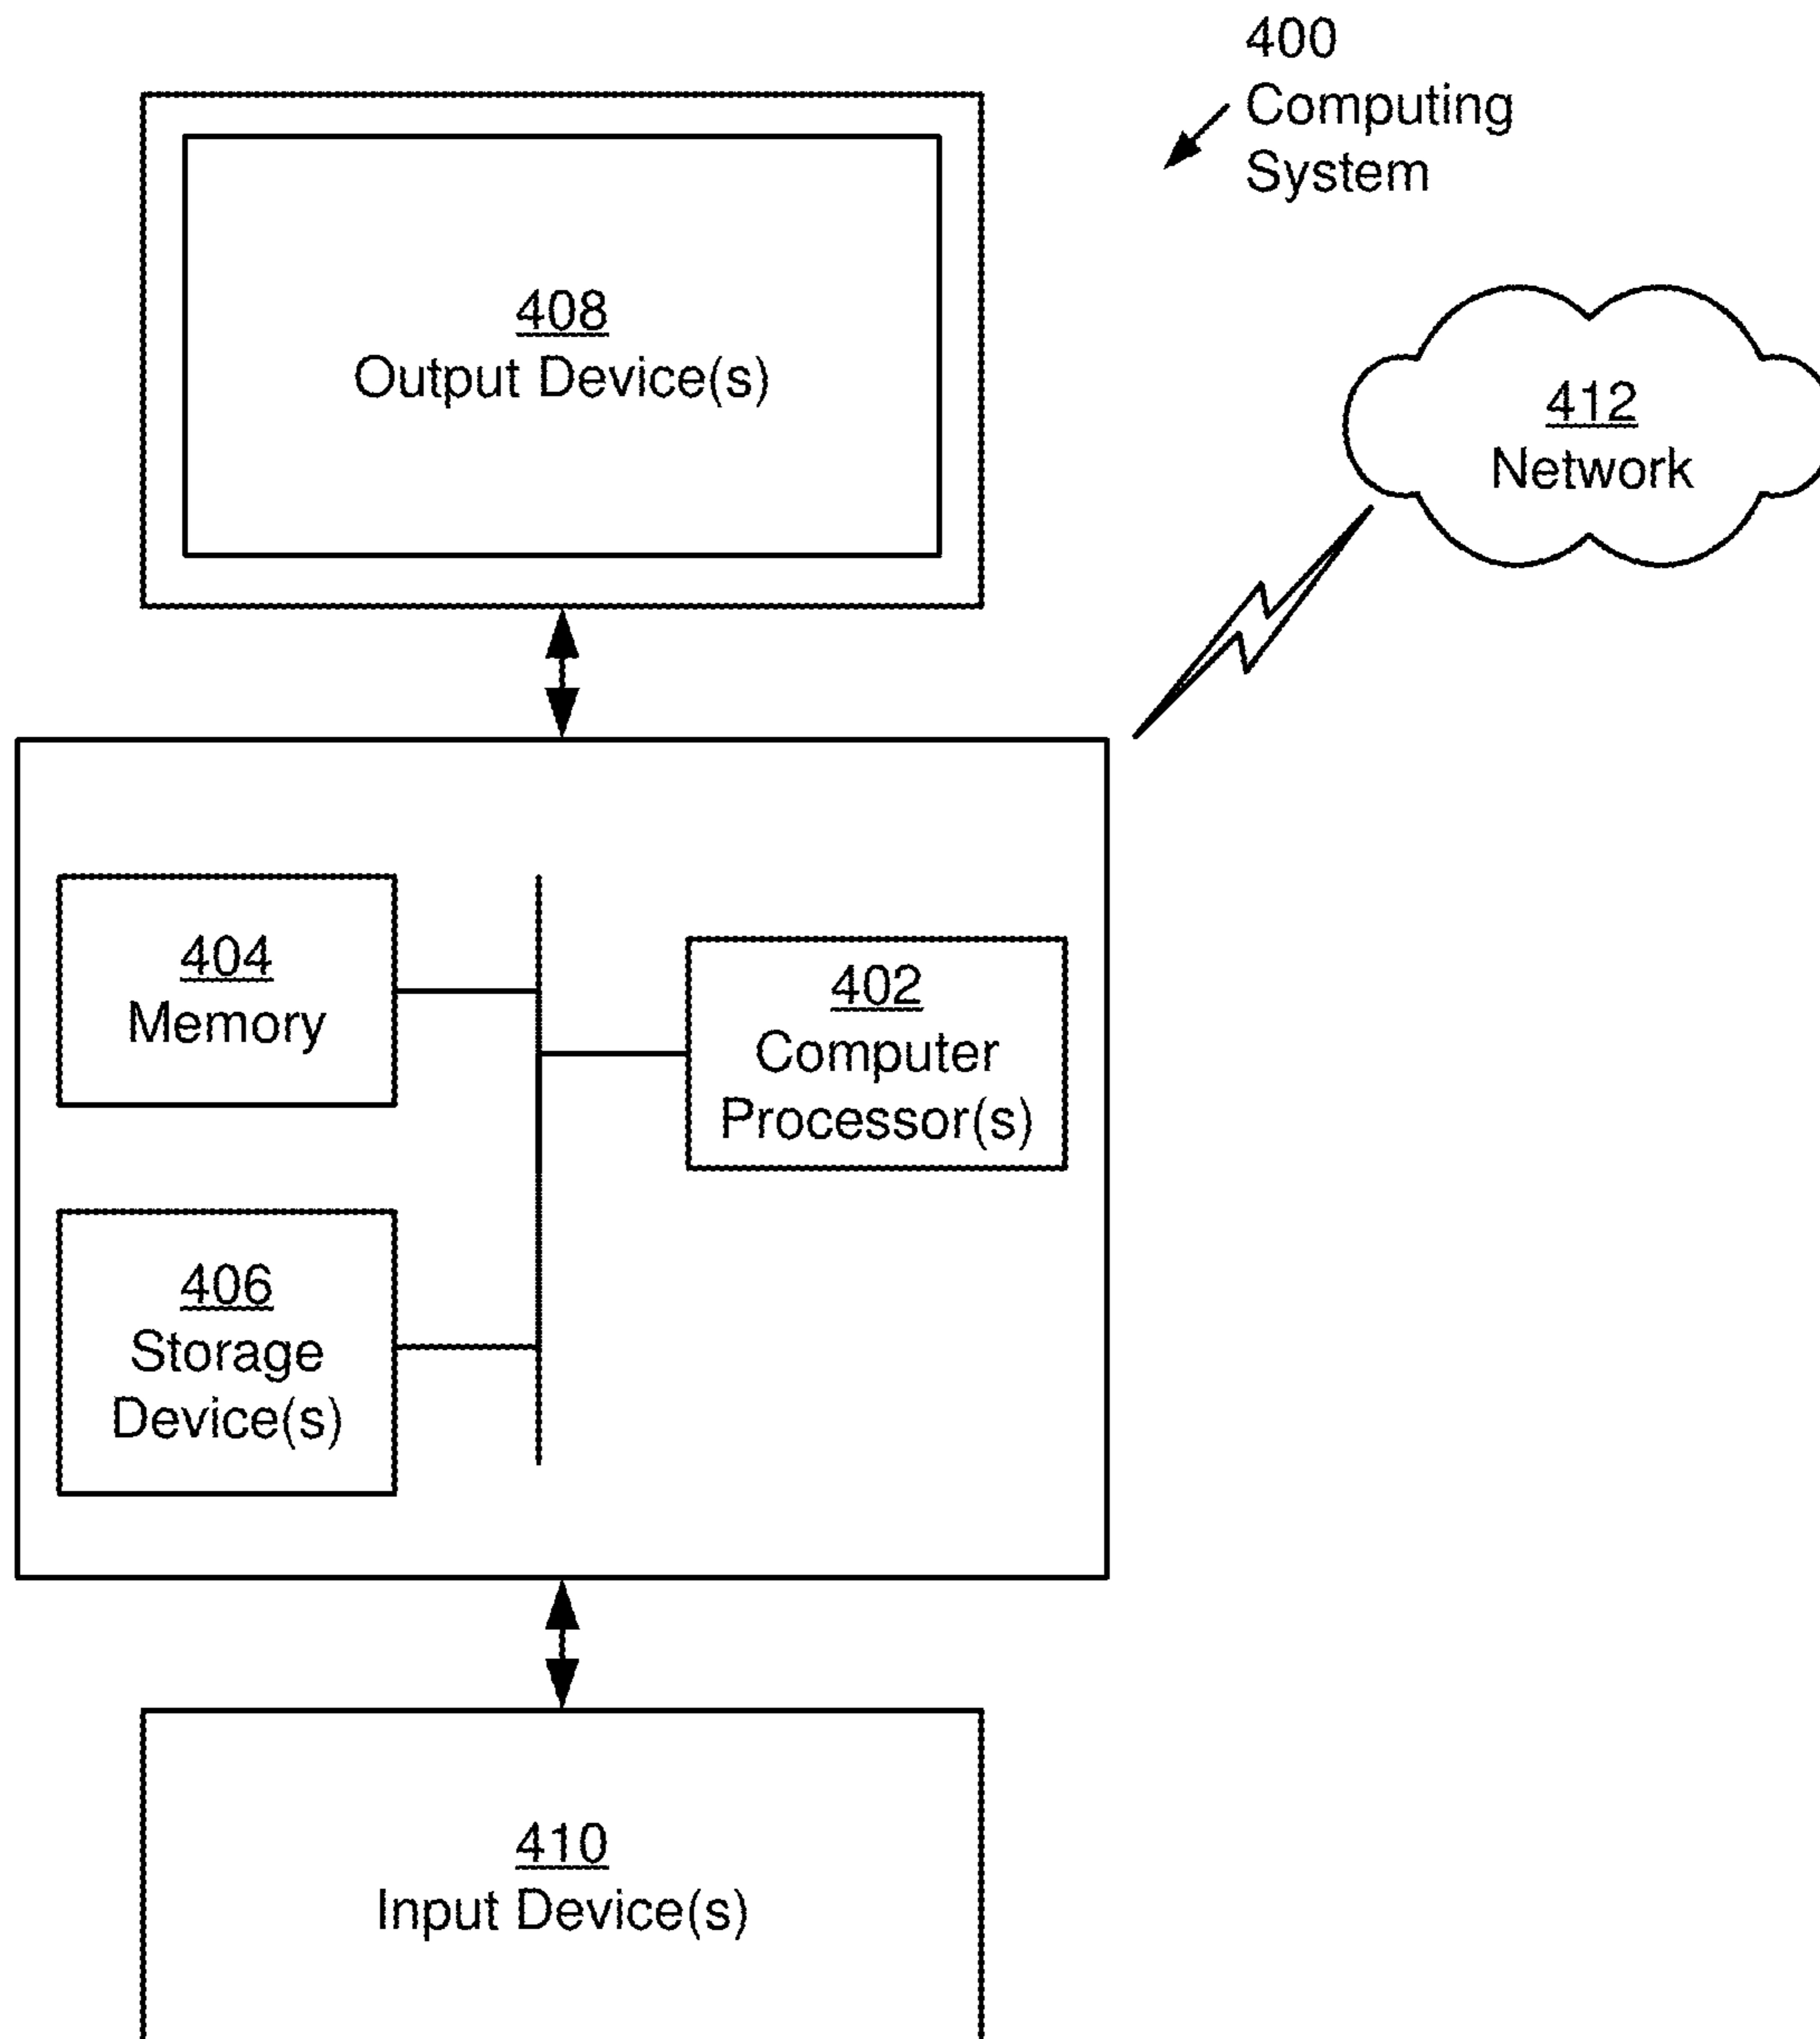 400
Computing
System
408
Output Device(s)
412
Network
404
Memory
402
Computer
Processor(s)
406
Storage
Device(s)
410
Input Device(s)